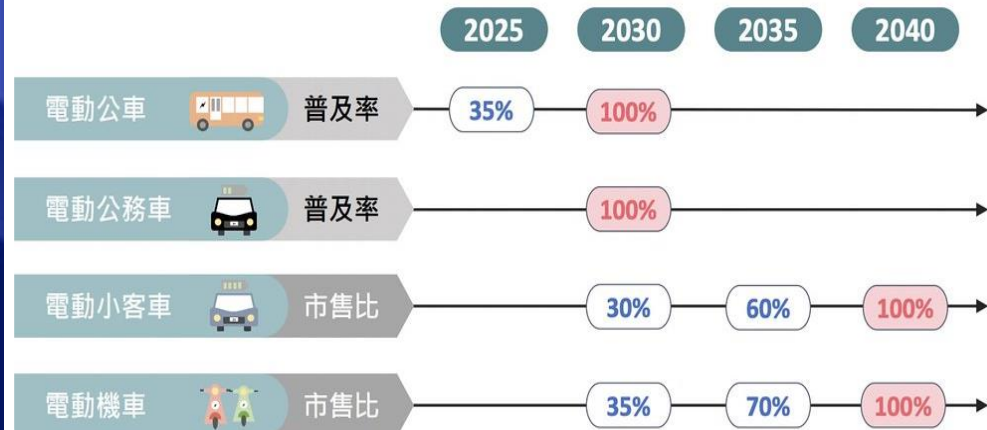 2025 2030 2035 2040
電動公車 普及率 35% 100%
電動公務車 普及率 100%
電動小客車 市售比 30% 60% 100%
電動機車 市售比 35% 70% 100%